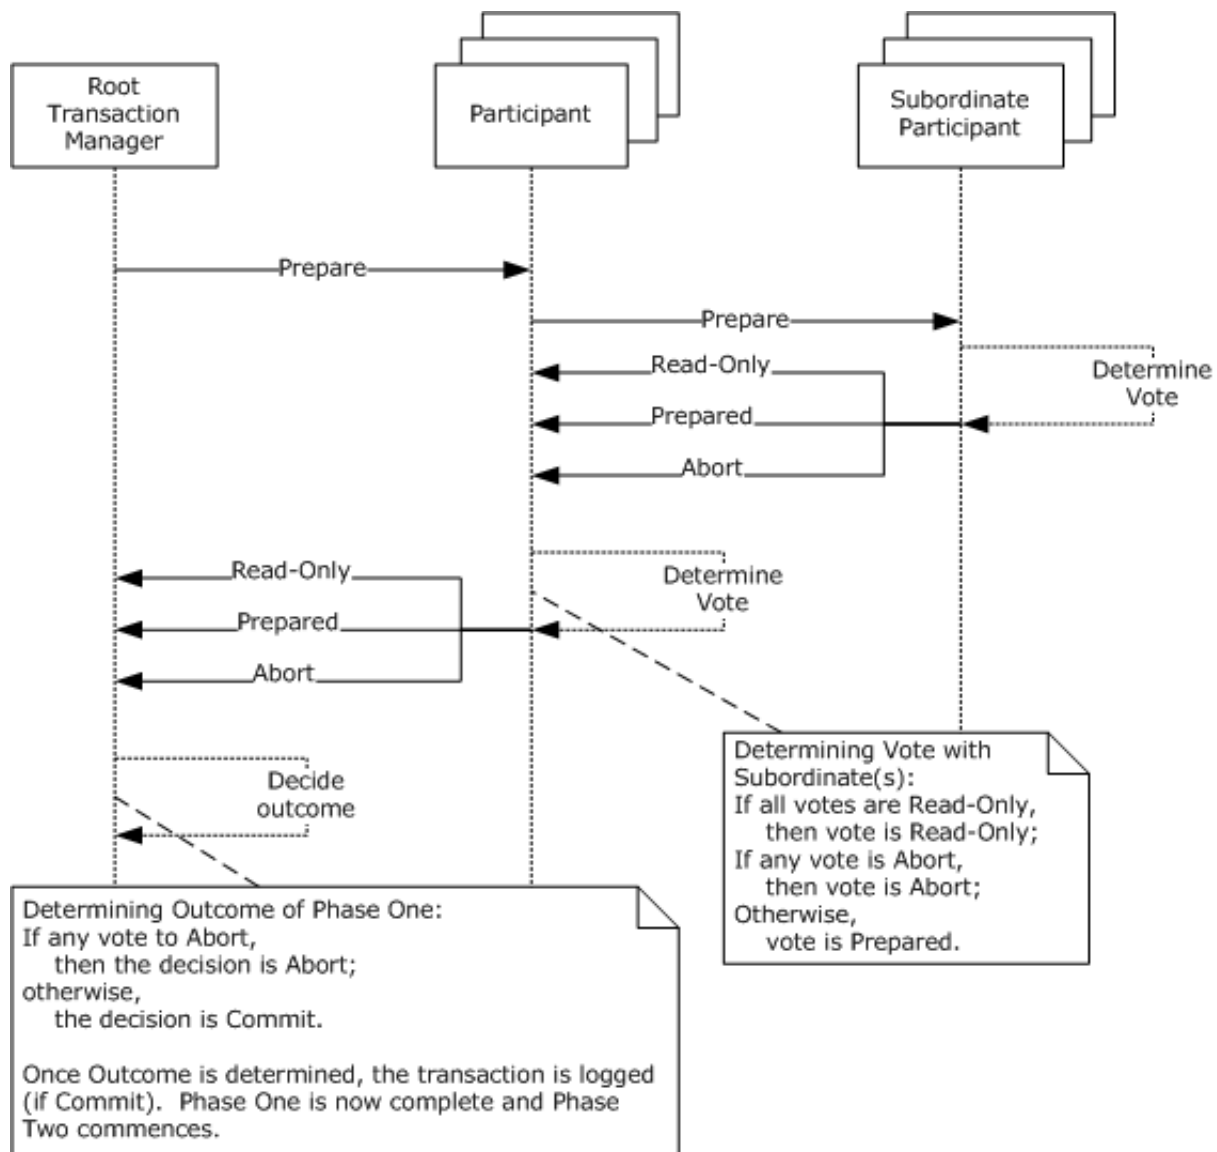 Root
Transaction
Manager
Participant
Subordinate
Participant
Prepare
Prepare
Determine
Vote
Read-Only
Prepared
Abort
Determine
Vote
Read-Only
Prepared
Abort
Decide
outcome
Determining Vote with
Subordinate(s):
If all votes are Read-Only,
then vote is Read-Only;
If any vote is Abort,
then vote is Abort;
Otherwise,
vote is Prepared.
Determining Outcome of Phase One:
If any vote to Abort,
then the decision is Abort;
otherwise,
the decision is Commit.
Once Outcome is determined, the transaction is logged
(if Commit). Phase One is now complete and Phase
Two commences.